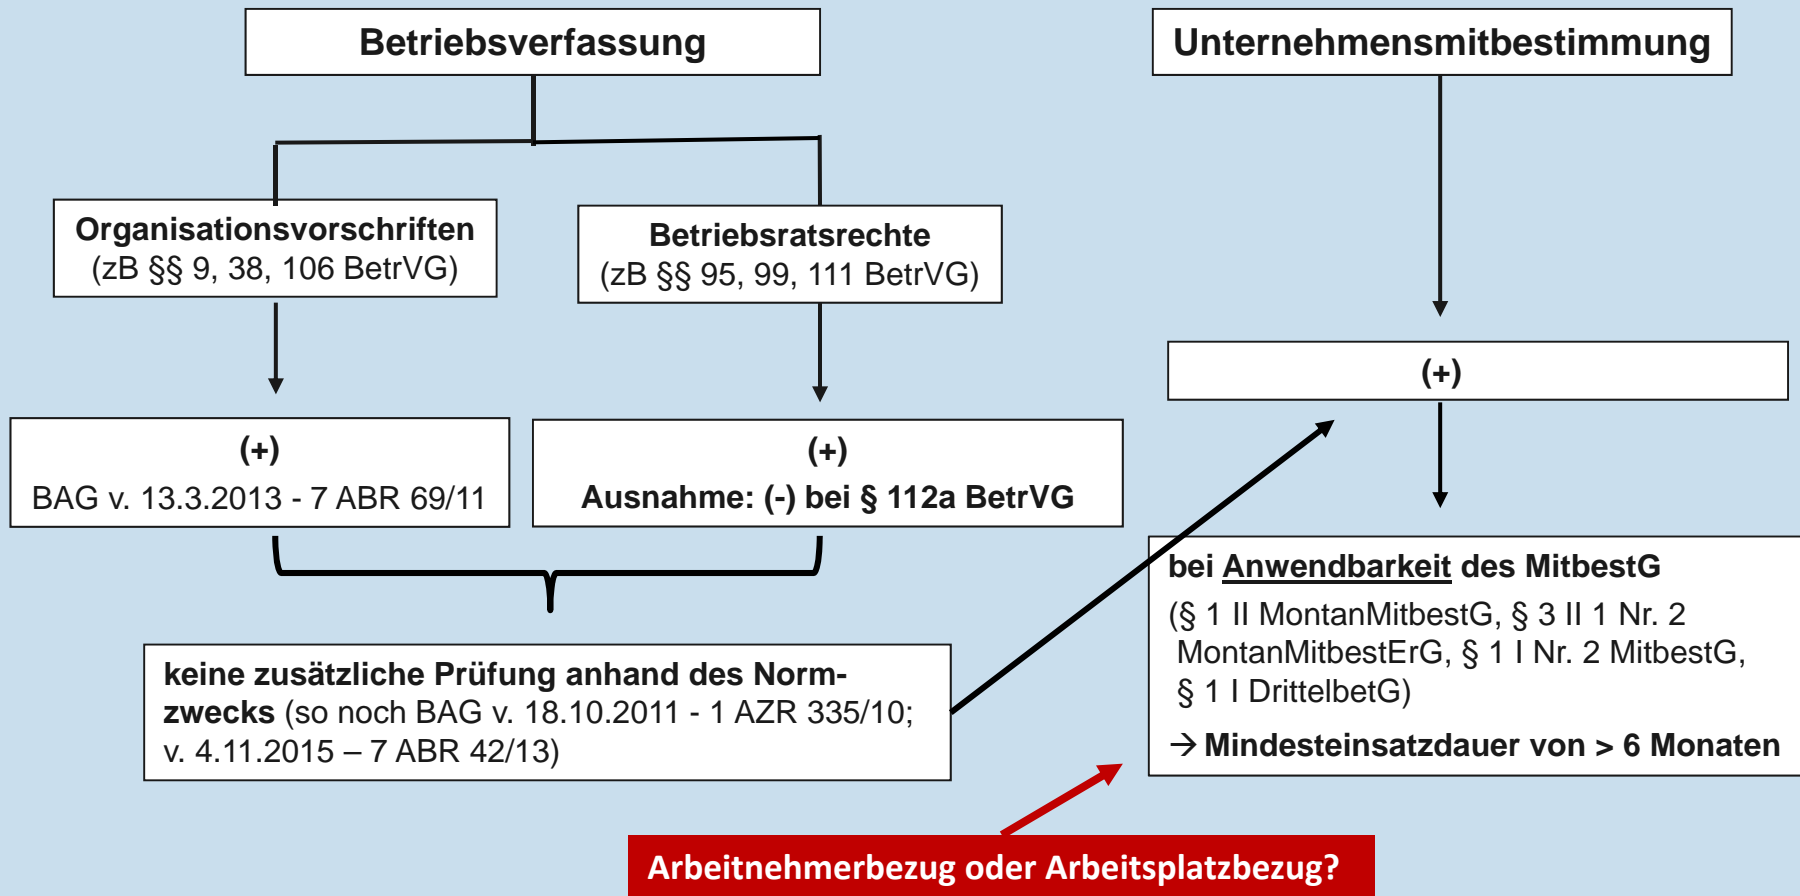 Betriebsverfassung
Unternehmensmitbestimmung
Organisationsvorschriften
(zB §§ 9, 38, 106 BetrVG)
Betriebsratsrechte
(zB §§ 95, 99, 111 BetrVG)
(+)
(+)
BAG v. 13.3.2013 - 7 ABR 69/11
(+)
Ausnahme: (-) bei § 112a BetrVG
bei Anwendbarkeit des MitbestG
(§ 1 II MontanMitbestG, § 3 II 1 Nr. 2
MontanMitbestErG, § 1 I Nr. 2 MitbestG,
§ 1 I DrittelbetG)
→ Mindesteinsatzdauer von > 6 Monaten
keine zusätzliche Prüfung anhand des Norm-
zwecks (so noch BAG v. 18.10.2011 - 1 AZR 335/10;
v. 4.11.2015 – 7 ABR 42/13)
Arbeitnehmerbezug oder Arbeitsplatzbezug?